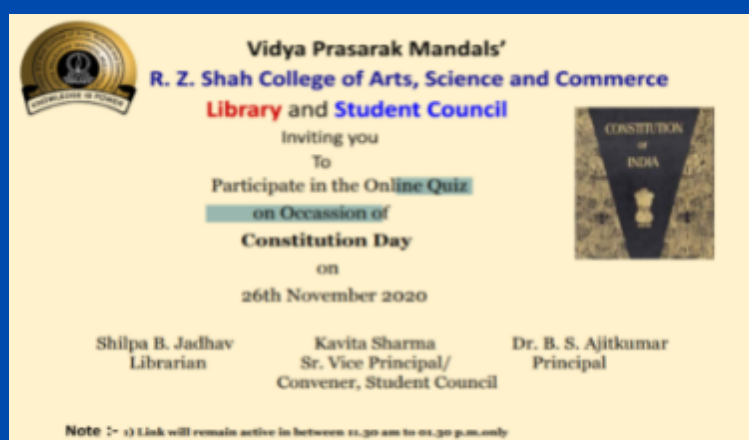 Vidya Prasarak Mandals’
R. Z. Shah College of Arts, Science and Commerce
Library and Student Council
Inviting you
To
Participate in the Online Quiz
on Occassion of
Constitution Day
on
26th November 2020
CONSTITUTION
OF
INDIA
Shilpa B. Jadhav Kavita Sharma Dr. B. S. Ajitkumar
Librarian Sr. Vice Principal/ Principal
Convener, Student Council
Note :- 1) Link will remain active in between 11.30 am to 01.30 p.m.only
KNOWLEDGE IS POWER